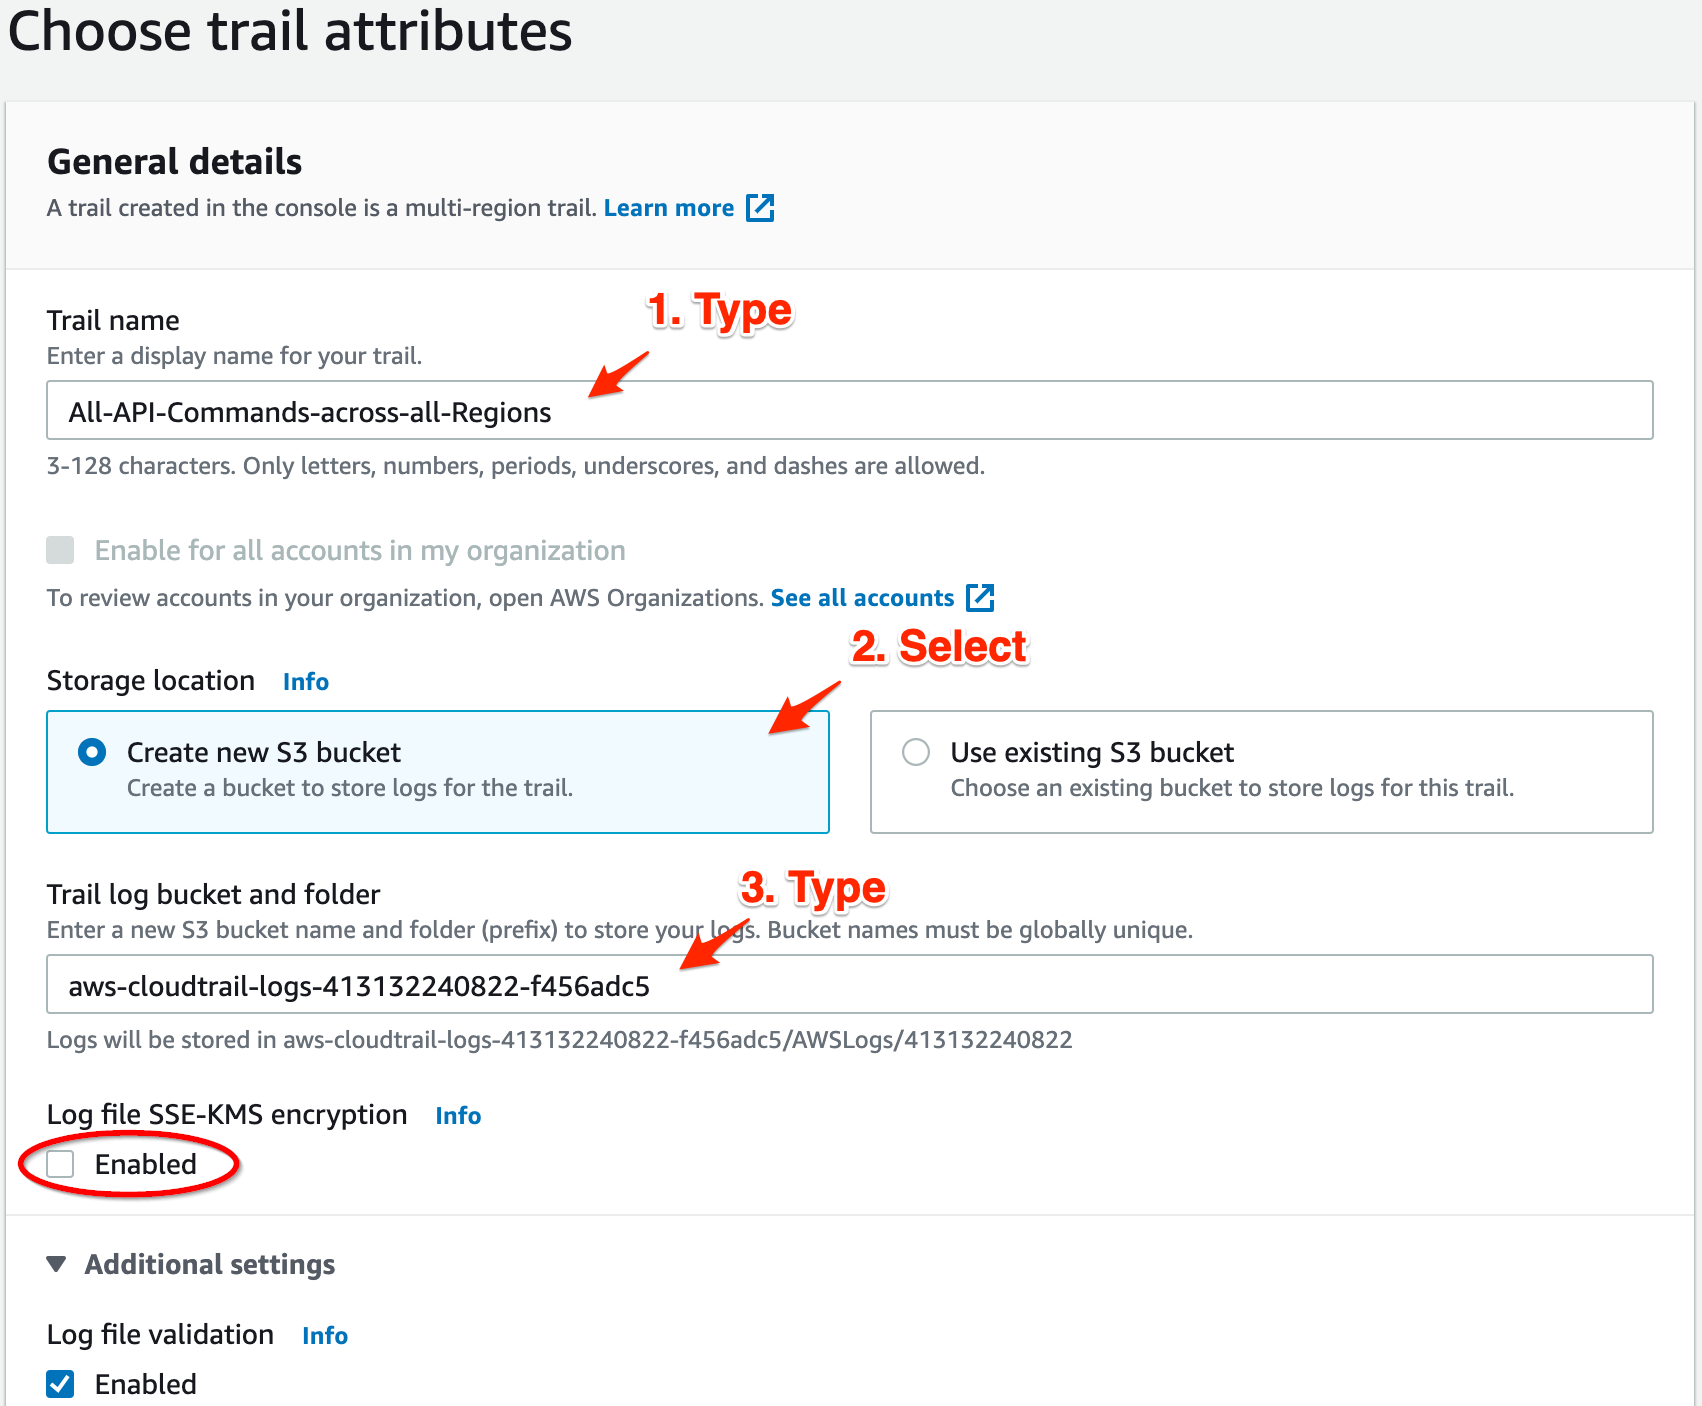 Choose trail attributes
General details
A trail created in the console is a multi-region trail. Learn more
1. Type
Trail name
Enter a display name for your trail.
All-API-Commands-across-all-Regions
3-128 characters. Only letters, numbers, periods, underscores, and dashes are allowed.
Enable for all accounts in my organization
To review accounts in your organization, open AWS Organizations. See all accounts
2. Select
Storage location Info
Create new S3 bucket
Create a bucket to store logs for the trail.
Use existing S3 bucket
Choose an existing bucket to store logs for this trail.
3. Type
Trail log bucket and folder
Enter a new S3 bucket name and folder (prefix) to store your logs. Bucket names must be globally unique.
aws-cloudtrail-logs-413132240822-f456adc5
Logs will be stored in aws-cloudtrail-logs-413132240822-f456adc5/AWSLogs/413132240822
Log file SSE-KMS encryption Info
Enabled
Additional settings
Log file validation Info
Enabled